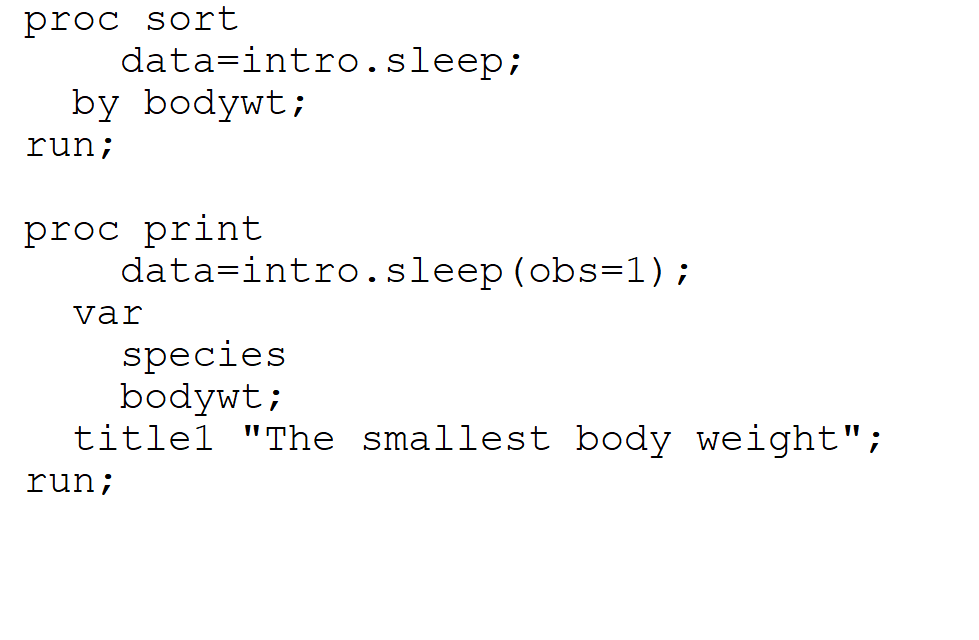 proc sort
    data=intro.sleep;
  by bodywt;
run;

proc print
    data=intro.sleep(obs=1);
  var
    species
    bodywt;
  title1 "The smallest body weight";
run;